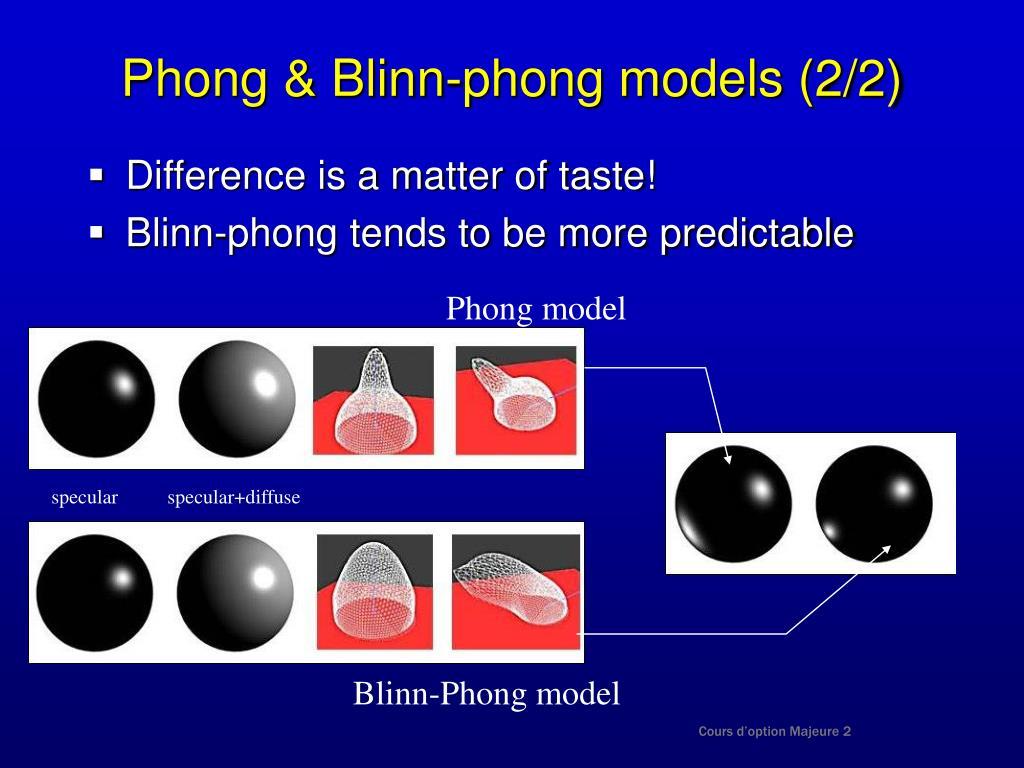 Phong & Blinn-phong models (2/2)
Difference is a matter of taste!
Blinn-phong tends to be more predictable
Phong model
specular specular+diffuse
Blinn-Phong model
Cours d’option Majeure 2